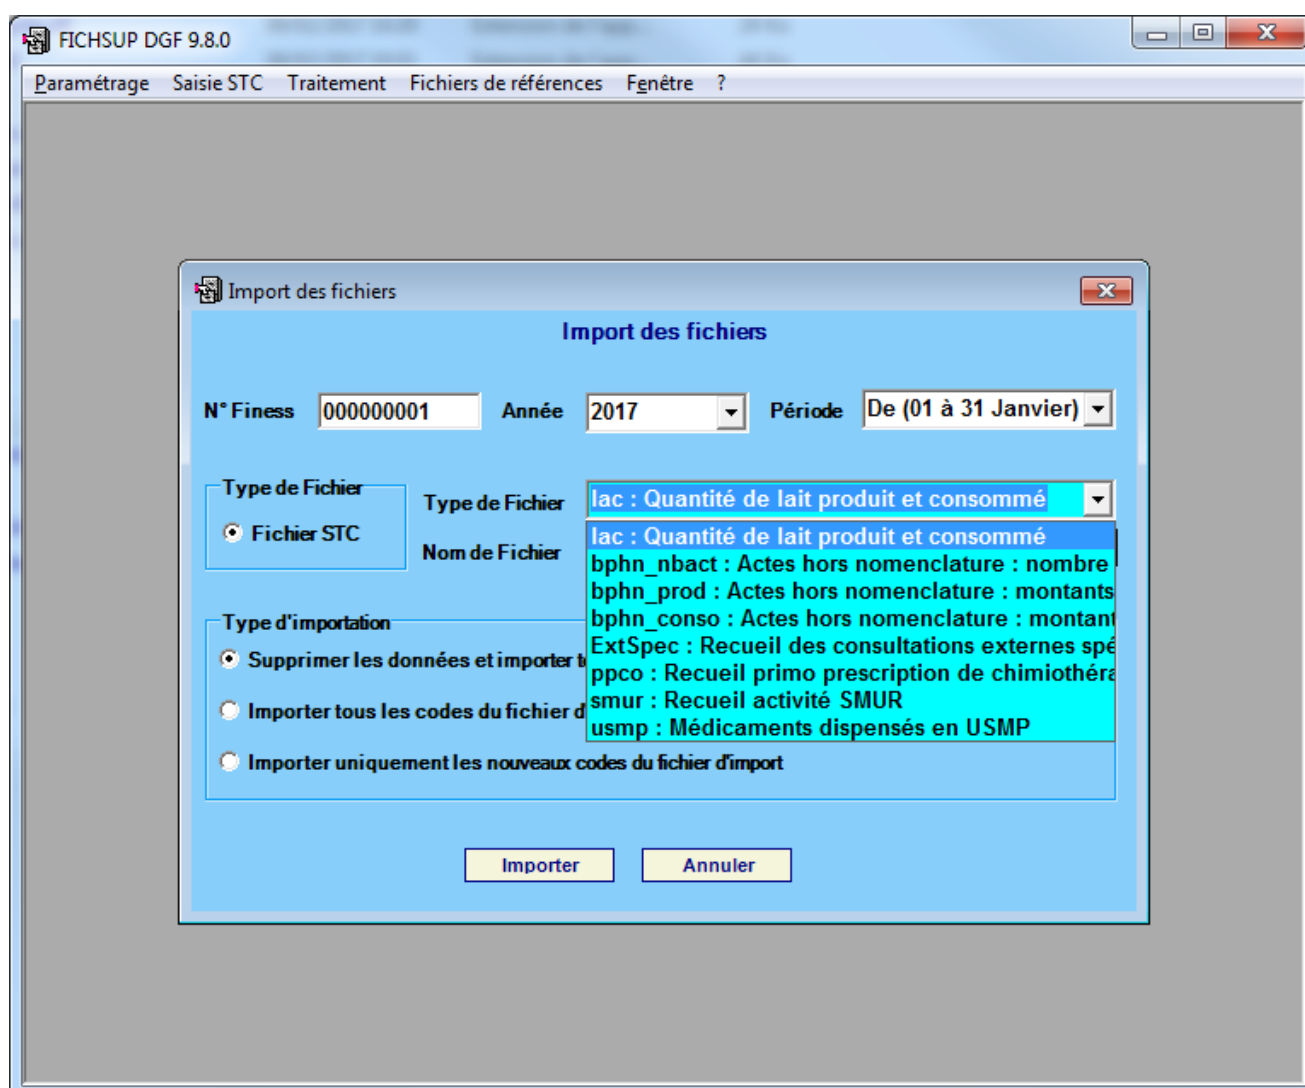 FICHSUP DGF 9.8.0
Paramétrage Saisie STC Traitement Fichiers de références Fenêtre ?
Import des fichiers
Import des fichiers
N° Finess 000000001 Année 2017 Période De (01 à 31 Janvier)
Type de Fichier
Fichier STC
Type de Fichier lac : Quantité de lait produit et consommé
Nom de Fichier
lac : Quantité de lait produit et consommé
bphn_nbact : Actes hors nomenclature : nombre
bphn_prod : Actes hors nomenclature : montants
bphn_conso : Actes hors nomenclature : montant
ExtSpec : Recueil des consultations externes spé
ppco : Recueil primo prescription de chimiothéra
smur : Recueil activité SMUR
usmp : Médicaments dispensés en USMP
Type d'importation
Supprimer les données et importer t
Importer tous les codes du fichier d
Importer uniquement les nouveaux codes du fichier d'import
Importer Annuler